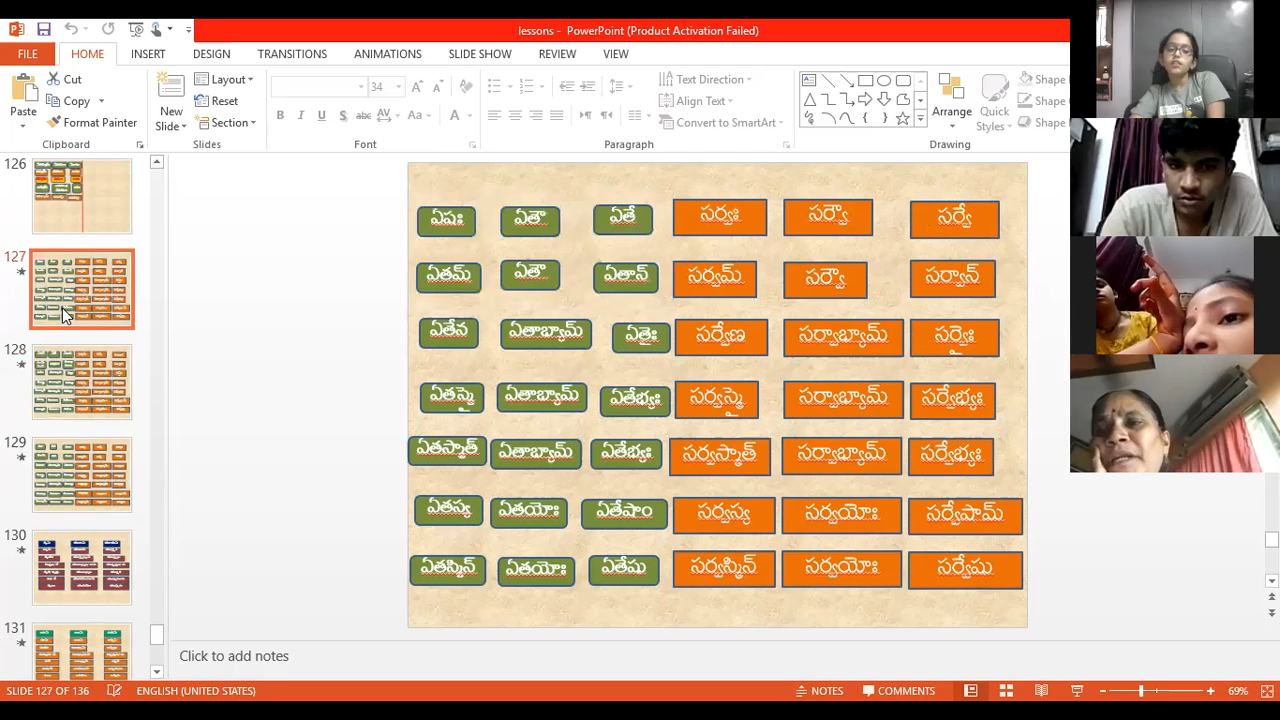 lessons - PowerPoint (Product Activation Failed)
FILE HOME INSERT DESIGN TRANSITIONS ANIMATIONS SLIDE SHOW REVIEW VIEW
Cut
Copy
Format Painter
Paste
Clipboard
New Slide
Layout
Reset
Section
Slides
34
Font
Text Direction
Align Text
Convert to SmartArt
Paragraph
Arrange
Quick Styles
Shape
Shape
Shape
Drawing
126
127
128
129
130
131
ఏషః ఏతౌ ఏతే సర్వః సర్వౌ సర్వే
ఏతమ్ ఏతౌ ఏతాన్ సర్వమ్ సర్వౌ సర్వాన్
ఏతేన ఏతాభ్యామ్ ఏతైః సర్వేణ సర్వాభ్యామ్ సర్వైః
ఏతస్మై ఏతాభ్యామ్ ఏతేభ్యః సర్వస్మై సర్వాభ్యామ్ సర్వేభ్యః
ఏతస్మాత్ ఏతాభ్యామ్ ఏతేభ్యః సర్వస్మాత్ సర్వాభ్యామ్ సర్వేభ్యః
ఏతస్య ఏతయోః ఏతేషాం సర్వస్య సర్వయోః సర్వేషామ్
ఏతస్మిన్ ఏతయోః ఏతేషు సర్వస్మిన్ సర్వయోః సర్వేషు
Click to add notes
SLIDE 127 OF 136 ENGLISH (UNITED STATES) NOTES COMMENTS 69%